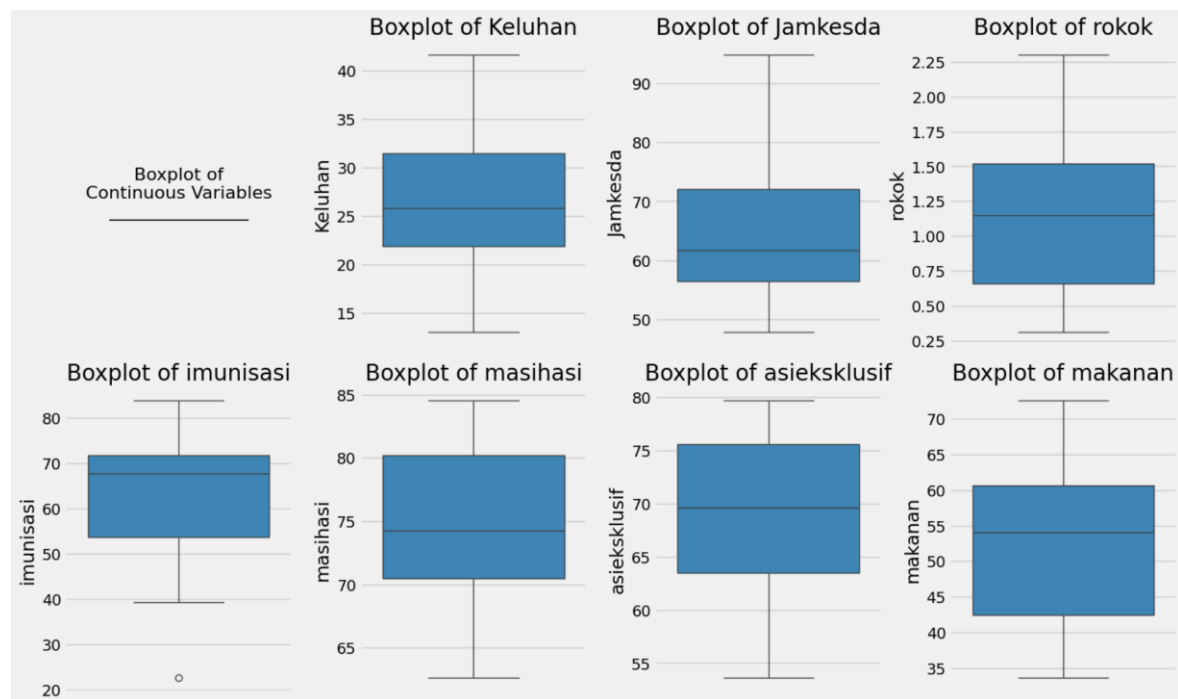 Boxplot of
Continuous Variables
Boxplot of Keluhan
Keluhan
40
35
30
25
20
15
Boxplot of Jamkesda
Jamkesda
90
80
70
60
50
Boxplot of rokok
rokok
2.25
2.00
1.75
1.50
1.25
1.00
0.75
0.50
0.25
Boxplot of imunisasi
imunisasi
80
70
60
50
40
30
20
Boxplot of masihasi
masihasi
85
80
75
70
65
Boxplot of asieksklusif
asieksklusif
80
75
70
65
60
55
Boxplot of makanan
makanan
70
65
60
55
50
45
40
35